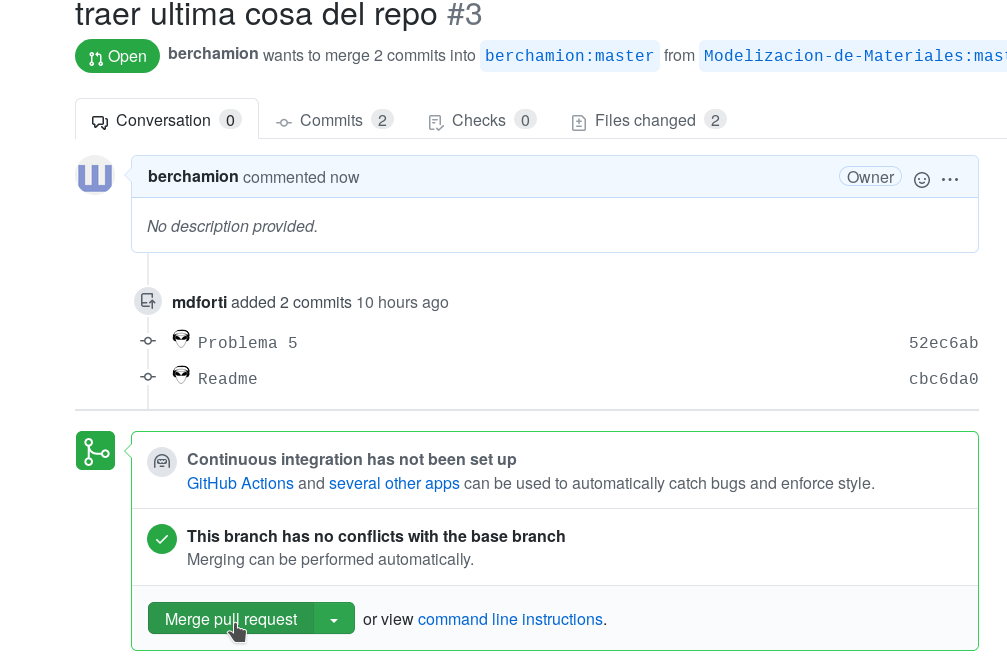 traer ultima cosa del repo #3
Open berchamion wants to merge 2 commits into berchamion:master from Modelizacion-de-Materiales:mas
Conversation 0 Commits 2 Checks 0 Files changed 2
berchamion commented now Owner
No description provided.
mdforti added 2 commits 10 hours ago
Problema 5 52ec6ab
Readme cbc6da0
Continuous integration has not been set up
GitHub Actions and several other apps can be used to automatically catch bugs and enforce style.
This branch has no conflicts with the base branch
Merging can be performed automatically.
Merge pull request or view command line instructions.